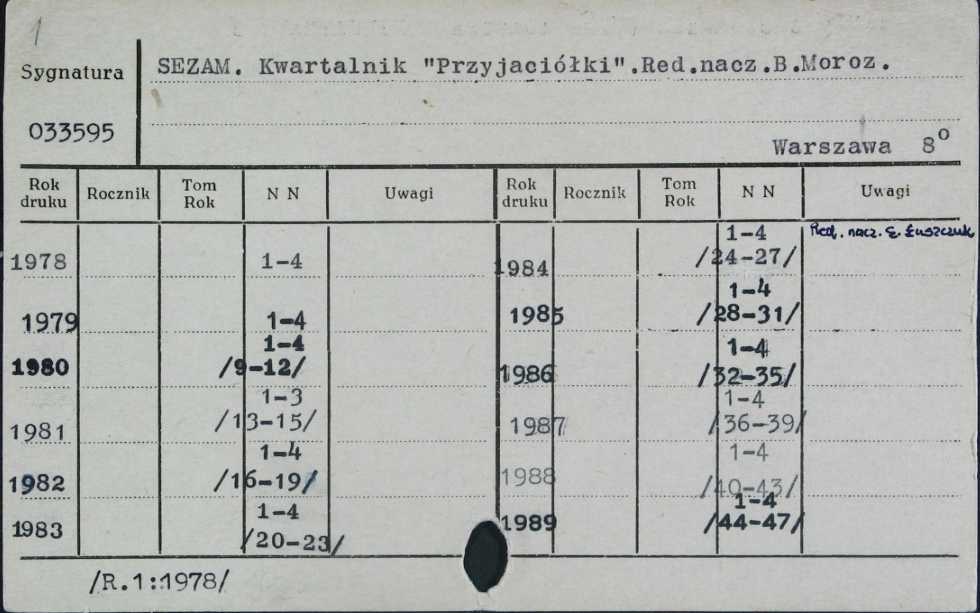 1
Sygnatura
SEZAM. Kwartalnik "Przyjaciółki".Red.nacz.B.Moroz.
033595
Warszawa 8º
Rok druku Rocznik Tom Rok N N Uwagi Rok druku Rocznik Tom Rok N N Uwagi
1978 1-4
1979 1-4
1980 1-4 /9-12/
1981 1-3 /13-15/
1982 1-4 /16-19/
1983 1-4 /20-23/
1984 1-4 /24-27/ Red. nacz. E. Łuszczuk
1985 1-4 /28-31/
1986 1-4 /32-35/
1987 1-4 /36-39/
1988 1-4 /40-43/
1989 1-4 /44-47/
/R.1:1978/